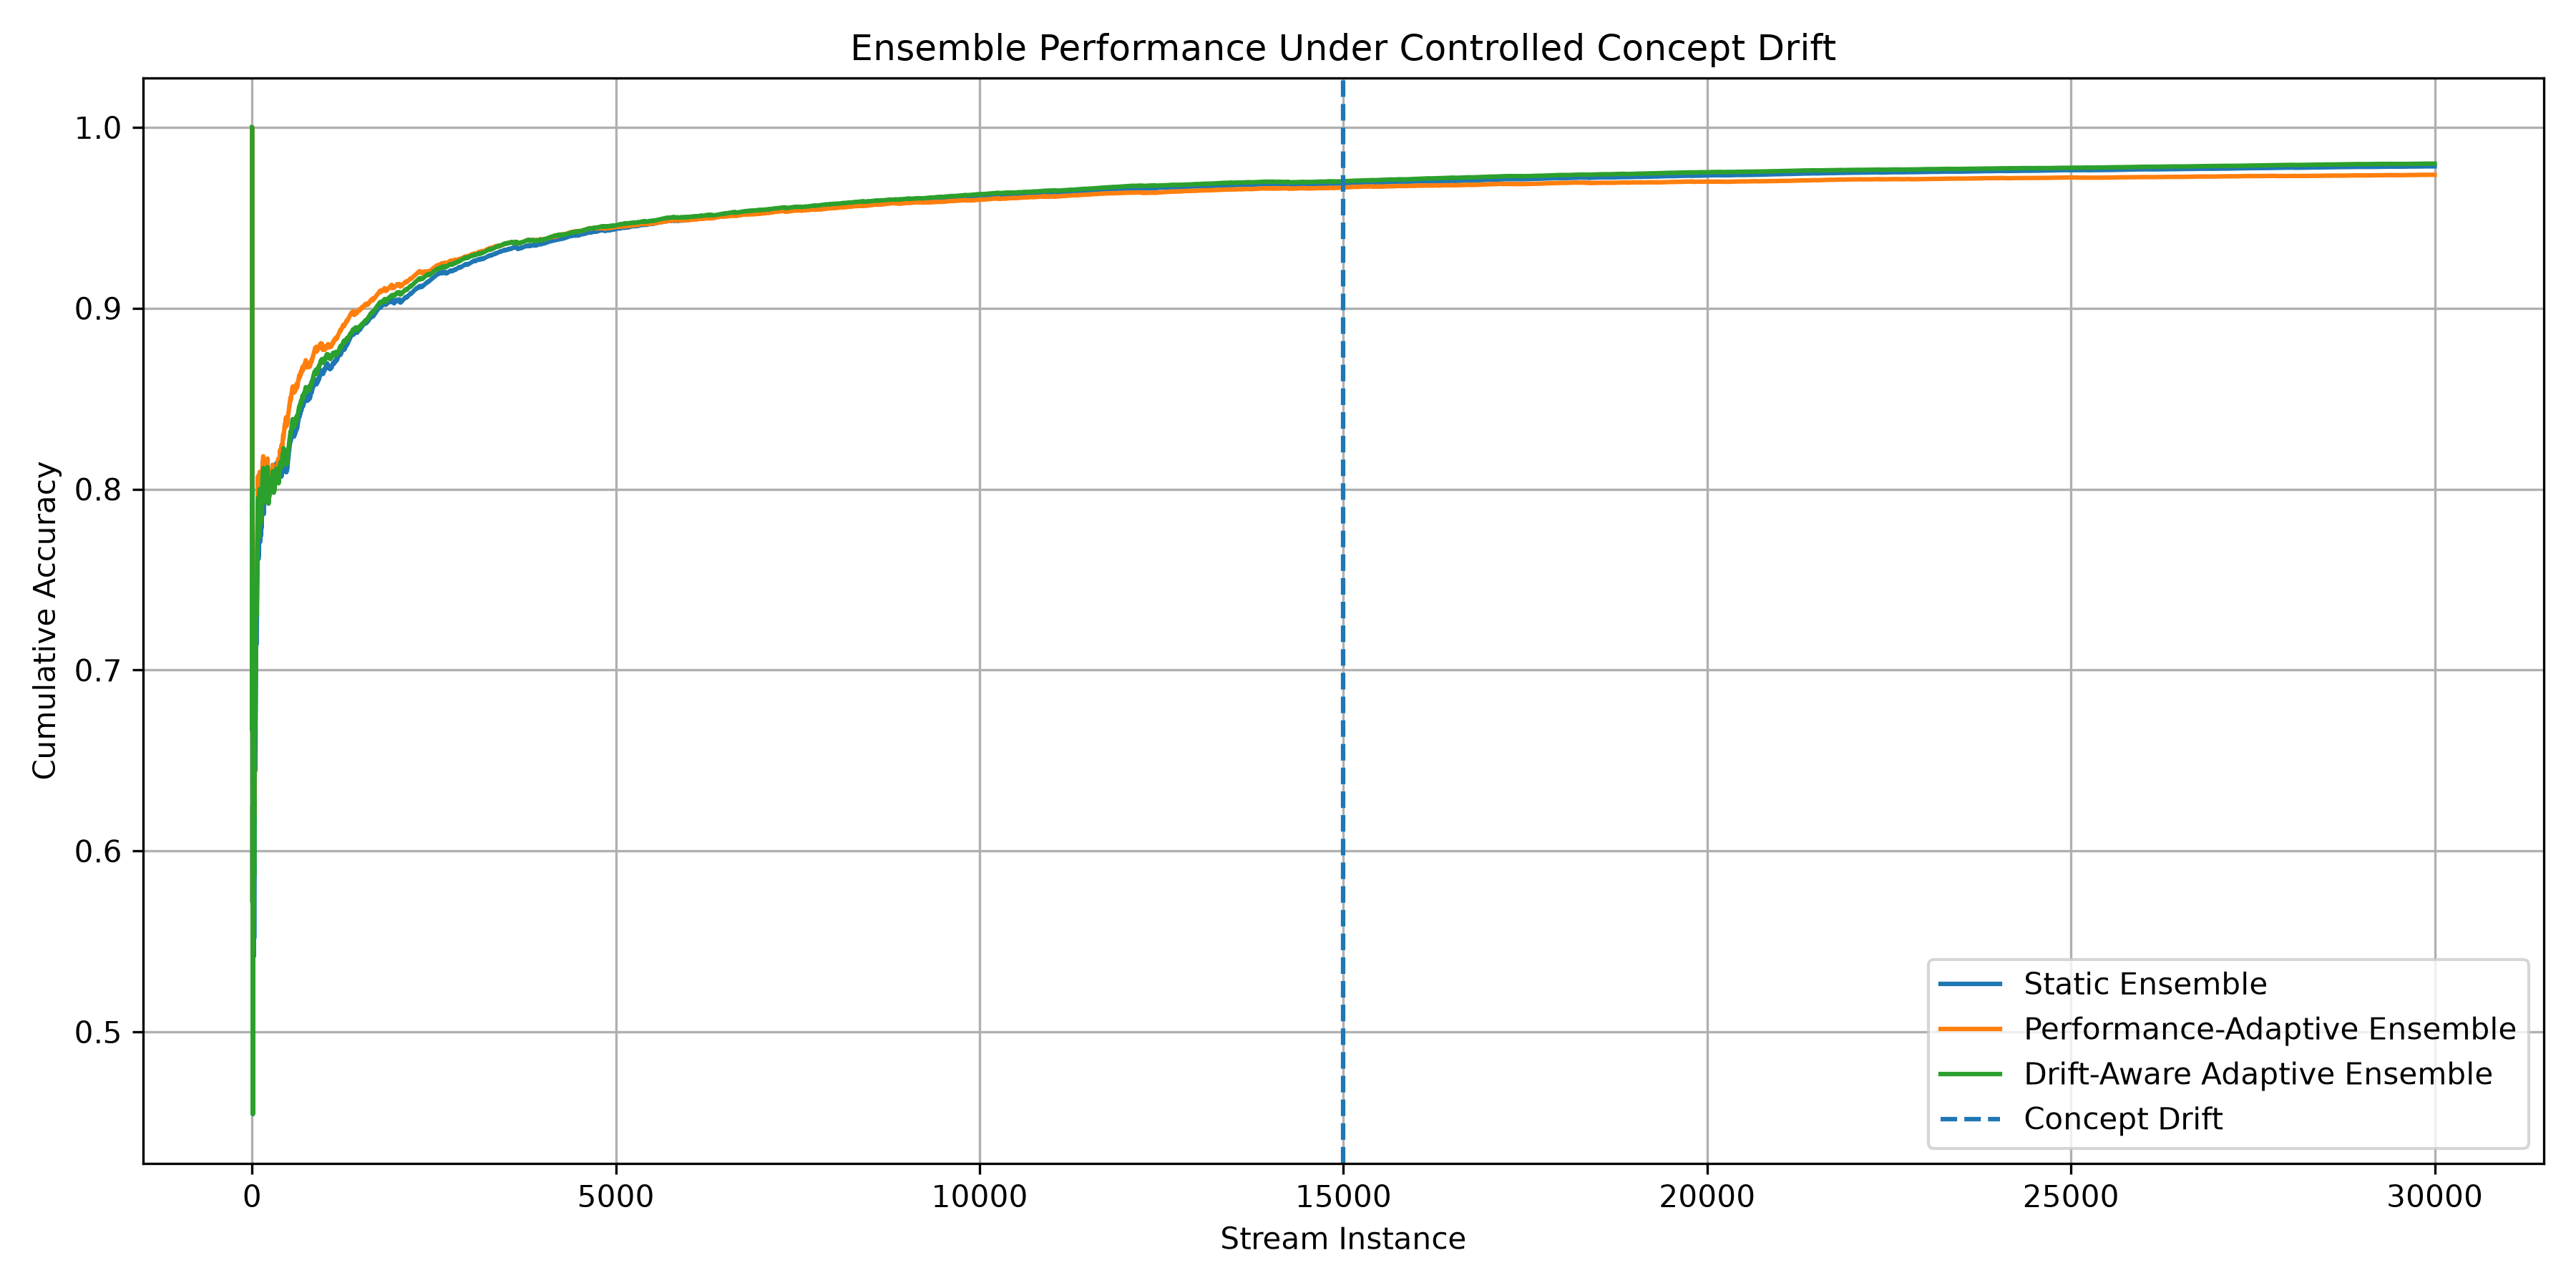 Ensemble Performance Under Controlled Concept Drift
Cumulative Accuracy
1.0
0.9
0.8
0.7
0.6
0.5
0 5000 10000 15000 20000 25000 30000
Stream Instance
Static Ensemble
Performance-Adaptive Ensemble
Drift-Aware Adaptive Ensemble
Concept Drift